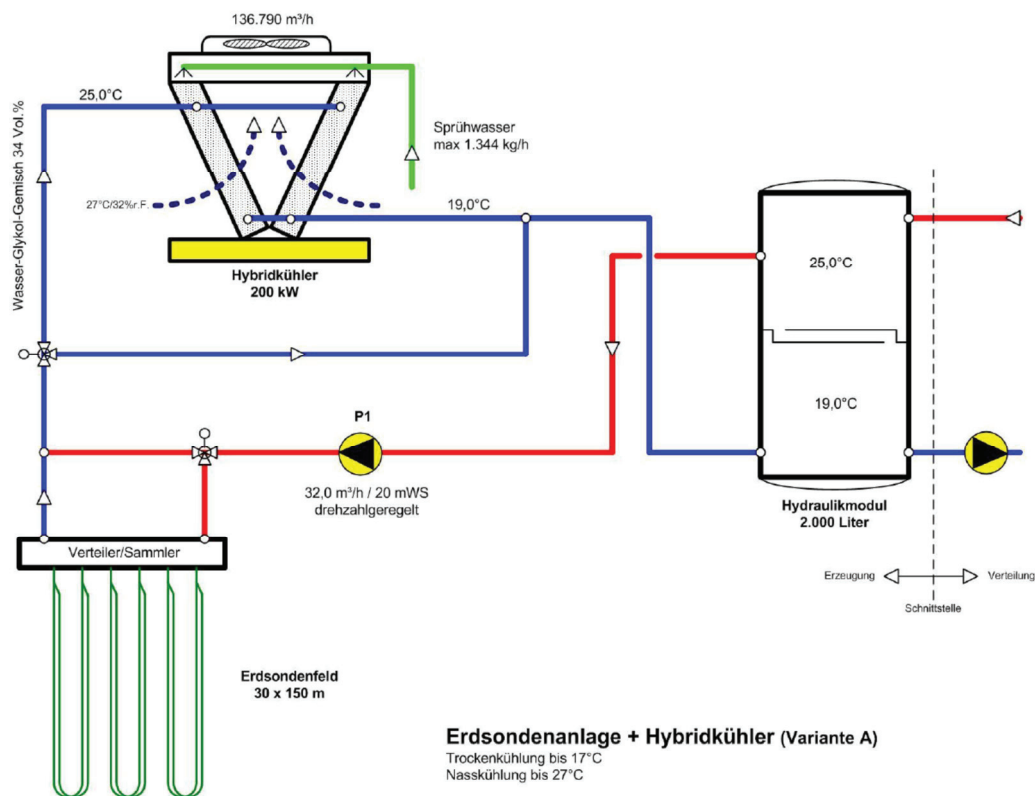 136.790 m³/h
25,0°C
Wasser-Glykol-Gemisch 34 Vol.%
Sprühwasser
max 1.344 kg/h
27°C/32%r.F.
19,0°C
Hybridkühler
200 kW
25,0°C
19,0°C
P1
32,0 m³/h / 20 mWS
drehzahlgeregelt
Hydraulikmodul
2.000 Liter
Verteiler/Sammler
Erzeugung
Verteilung
Schnittstelle
Erdsondenfeld
30 x 150 m
Erdsondenanlage + Hybridkühler (Variante A)
Trockenkühlung bis 17°C
Nasskühlung bis 27°C